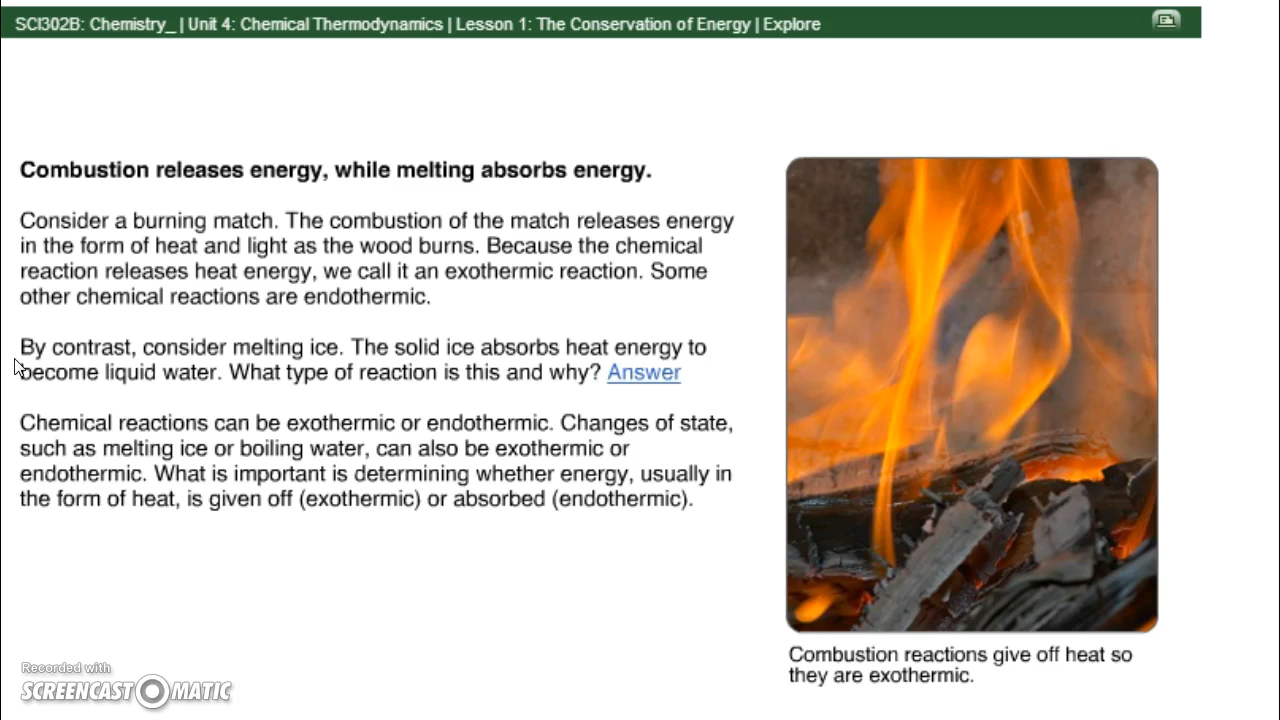 SCI302B: Chemistry_ | Unit 4: Chemical Thermodynamics | Lesson 1: The Conservation of Energy | Explore
Combustion releases energy, while melting absorbs energy.
Consider a burning match. The combustion of the match releases energy
in the form of heat and light as the wood burns. Because the chemical
reaction releases heat energy, we call it an exothermic reaction. Some
other chemical reactions are endothermic.
By contrast, consider melting ice. The solid ice absorbs heat energy to
become liquid water. What type of reaction is this and why? Answer
Chemical reactions can be exothermic or endothermic. Changes of state,
such as melting ice or boiling water, can also be exothermic or
endothermic. What is important is determining whether energy, usually in
the form of heat, is given off (exothermic) or absorbed (endothermic).
Combustion reactions give off heat so
they are exothermic.
Recorded with
SCREENCAST MATIC